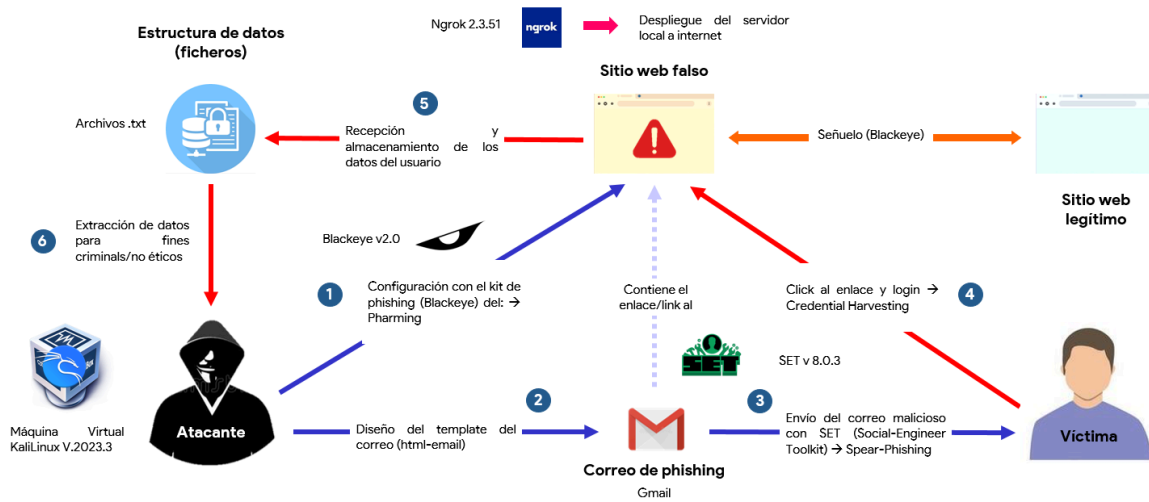 Ngrok 2.3.51
ngrok
Despliegue del servidor
local a internet
Estructura de datos
(ficheros)
Sitio web falso
Archivos .txt
5
Recepción y
almacenamiento de los
datos del usuario
Señuelo (Blackeye)
Sitio web
legítimo
6
Extracción de datos
para fines
criminals/no éticos
Blackeye v2.0
1
Configuración con el kit de
phishing (Blackeye) del: →
Pharming
Contiene el
enlace/link al
Click al enlace y login →
Credential Harvesting
4
SET
SET v 8.0.3
Máquina Virtual
KaliLinux V.2023.3
Atacante
2
Diseño del template del
correo (html-email)
3
Envío del correo malicioso
con SET (Social-Engineer
Toolkit) → Spear-Phishing
Víctima
Correo de phishing
Gmail